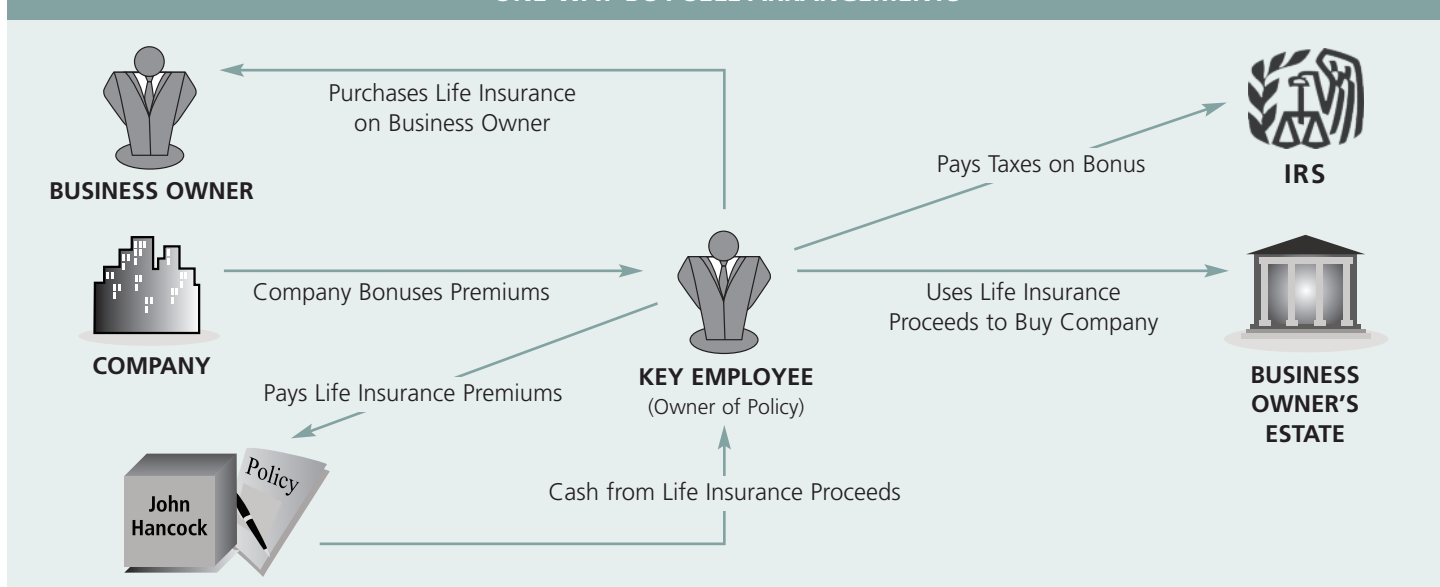 Purchases Life Insurance
on Business Owner
BUSINESS OWNER
Pays Taxes on Bonus
IRS
Company Bonuses Premiums
COMPANY
Uses Life Insurance
Proceeds to Buy Company
KEY EMPLOYEE
(Owner of Policy)
BUSINESS
OWNER'S
ESTATE
Pays Life Insurance Premiums
Policy
John
Hancock
Cash from Life Insurance Proceeds